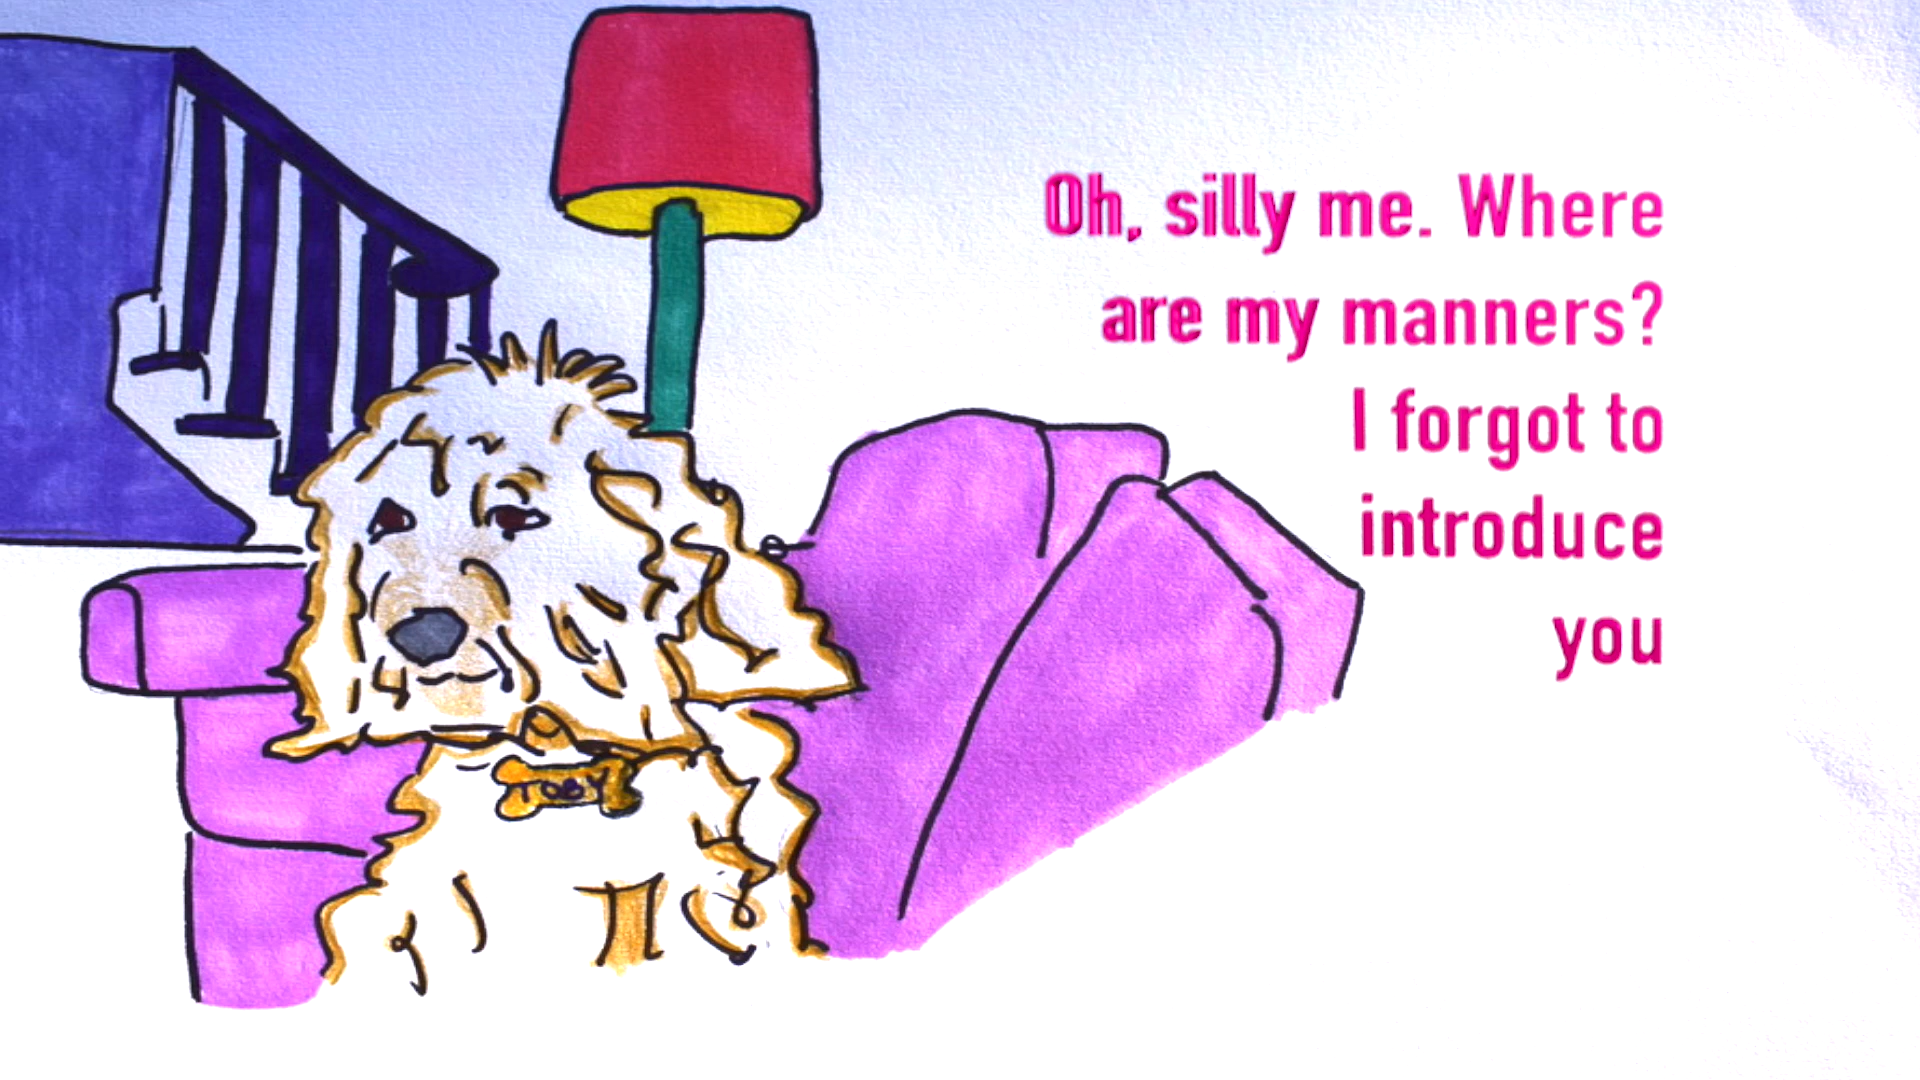 Oh, silly me. Where
are my manners?
I forgot to
introduce
you
TOBY